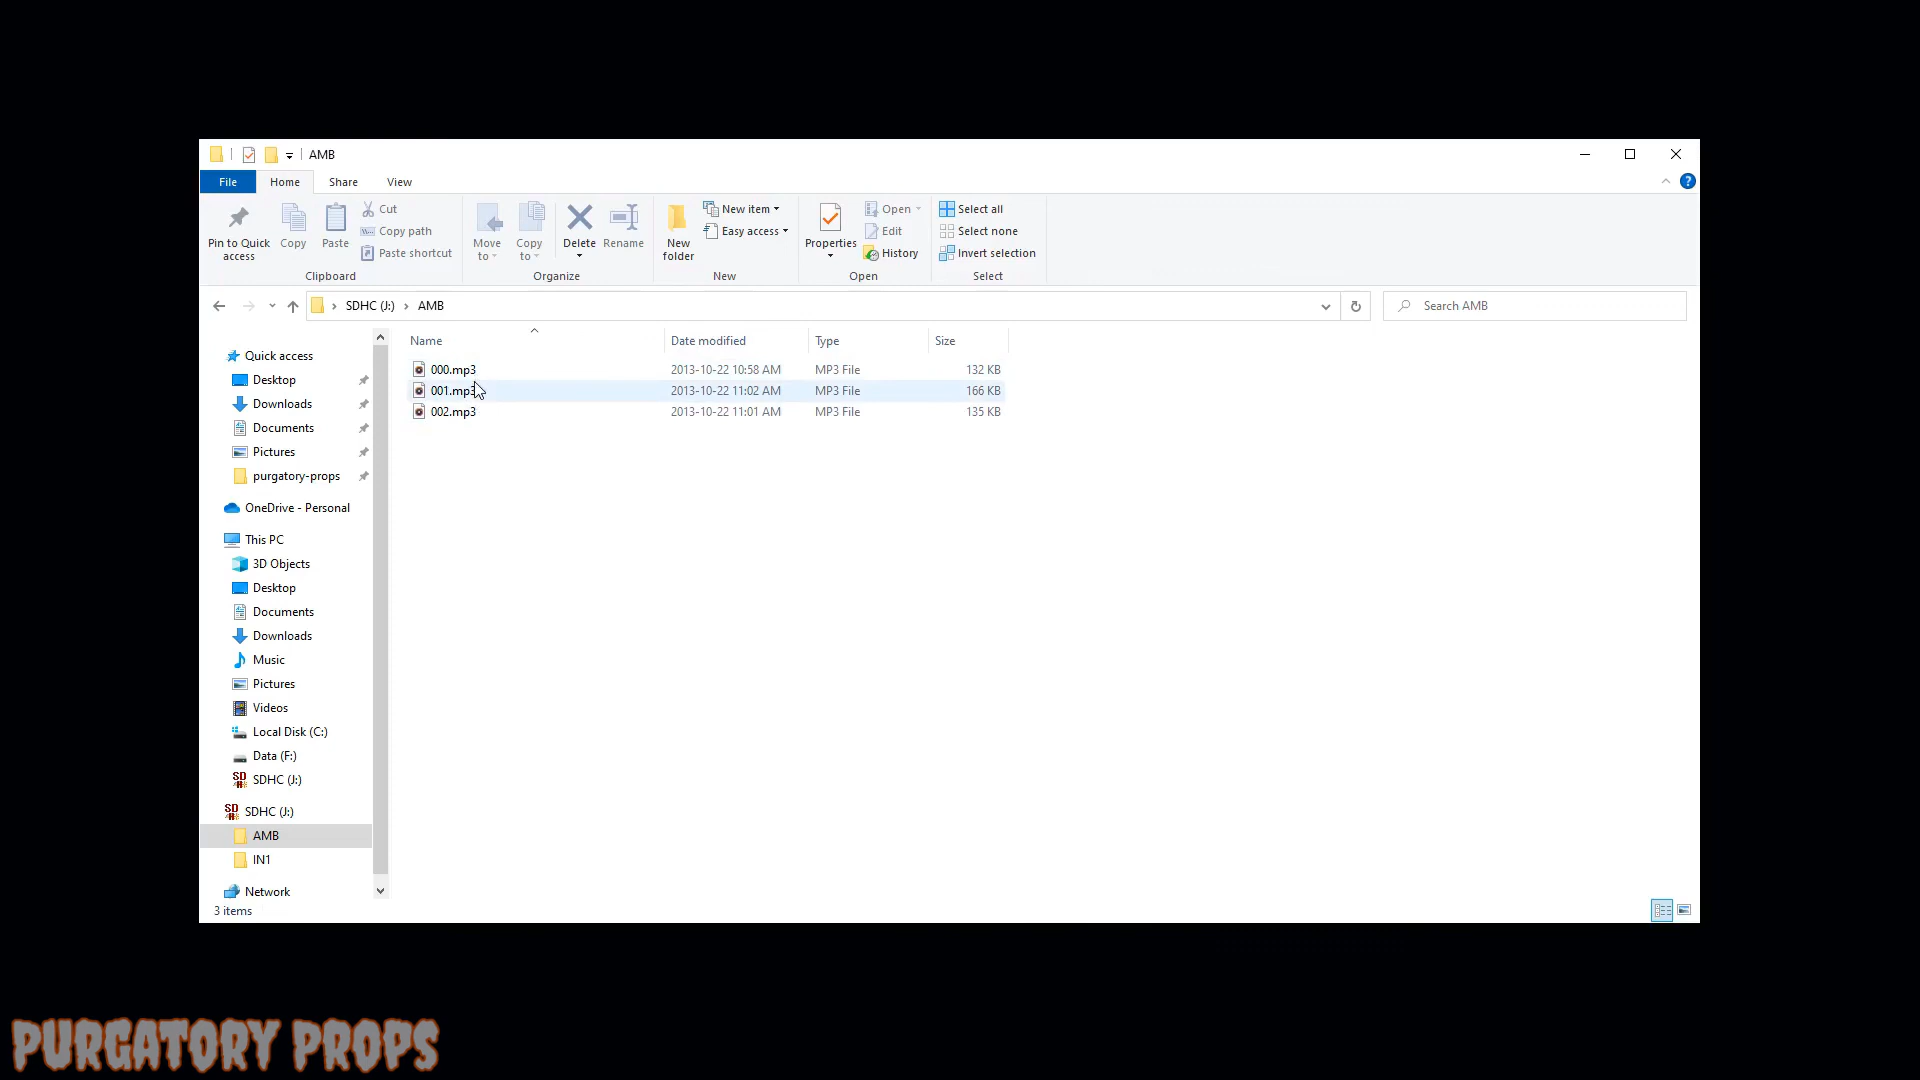 AMB
File Home Share View
Pin to Quick access
Copy
Paste
Cut
Copy path
Paste shortcut
Clipboard
Move to
Copy to
Delete
Rename
Organize
New folder
New item
Easy access
New
Properties
Open
Edit
History
Open
Select all
Select none
Invert selection
Select
SDHC (J:) AMB
Search AMB
Name Date modified Type Size
000.mp3 2013-10-22 10:58 AM MP3 File 132 KB
001.mp3 2013-10-22 11:02 AM MP3 File 166 KB
002.mp3 2013-10-22 11:01 AM MP3 File 135 KB
Quick access
Desktop
Downloads
Documents
Pictures
purgatory-props
OneDrive - Personal
This PC
3D Objects
Desktop
Documents
Downloads
Music
Pictures
Videos
Local Disk (C:)
Data (F:)
SDHC (J:)
SDHC (J:)
AMB
IN1
Network
3 items
PURGATORY PROPS